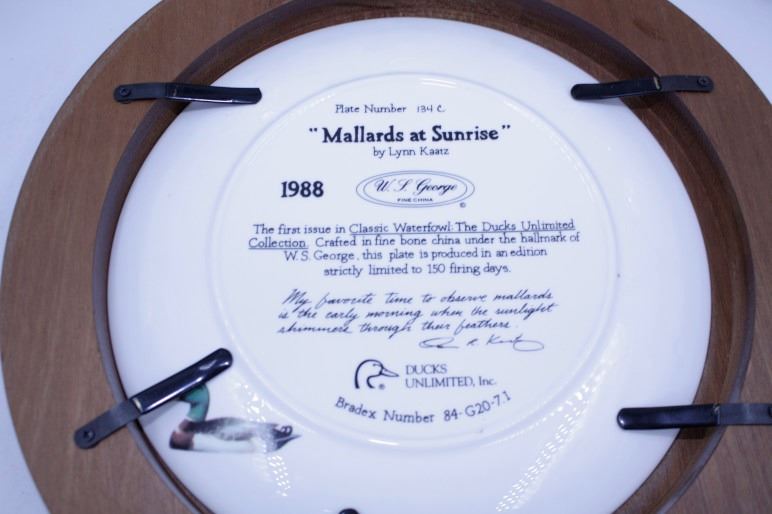 Plate Number 134 C
"Mallards at Sunrise"
by Lynn Kaatz
1988
W. S. George
FINE CHINA
©
The first issue in Classic Waterfowl: The Ducks Unlimited
Collection. Crafted in fine bone china under the hallmark of
W. S. George, this plate is produced in an edition
strictly limited to 150 firing days.
My favorite time to observe mallards
is the early morning when the sunlight
shimmers through their feathers.
®
DUCKS
UNLIMITED, Inc.
Bradex Number 84-G20-7.1